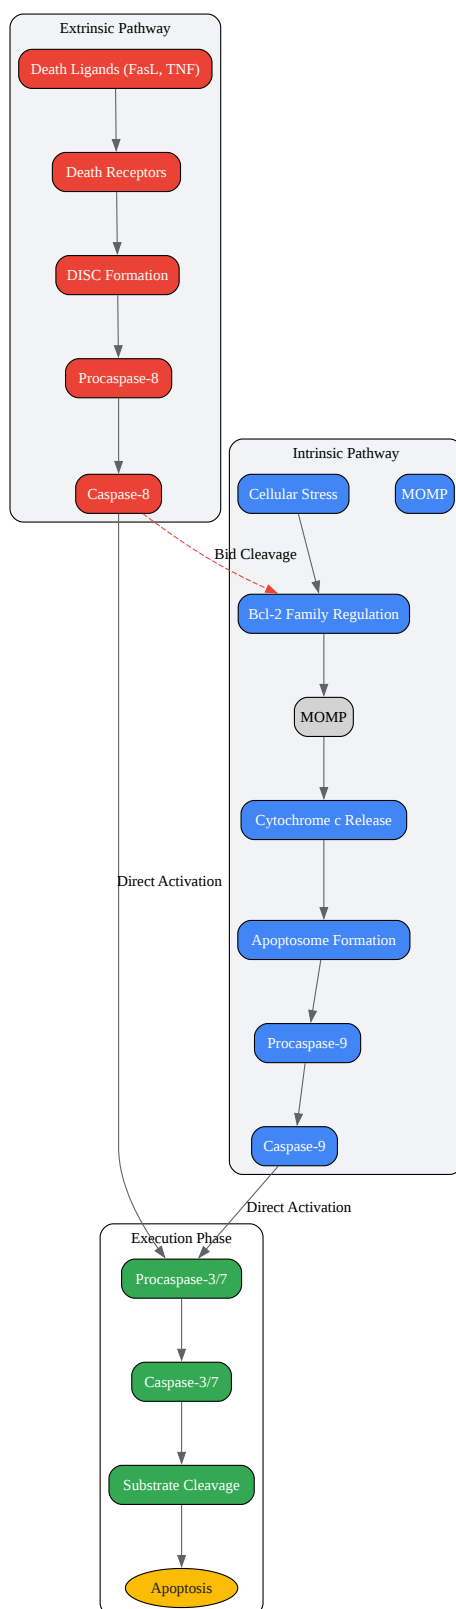 Extrinsic Pathway
Death Ligands (FasL, TNF)
Death Receptors
DISC Formation
Procaspase-8
Caspase-8
Intrinsic Pathway
Cellular Stress
MOMP
Bid Cleavage
Bcl-2 Family Regulation
MOMP
Cytochrome c Release
Direct Activation
Apoptosome Formation
Procaspase-9
Caspase-9
Direct Activation
Execution Phase
Procaspase-3/7
Caspase-3/7
Substrate Cleavage
Apoptosis